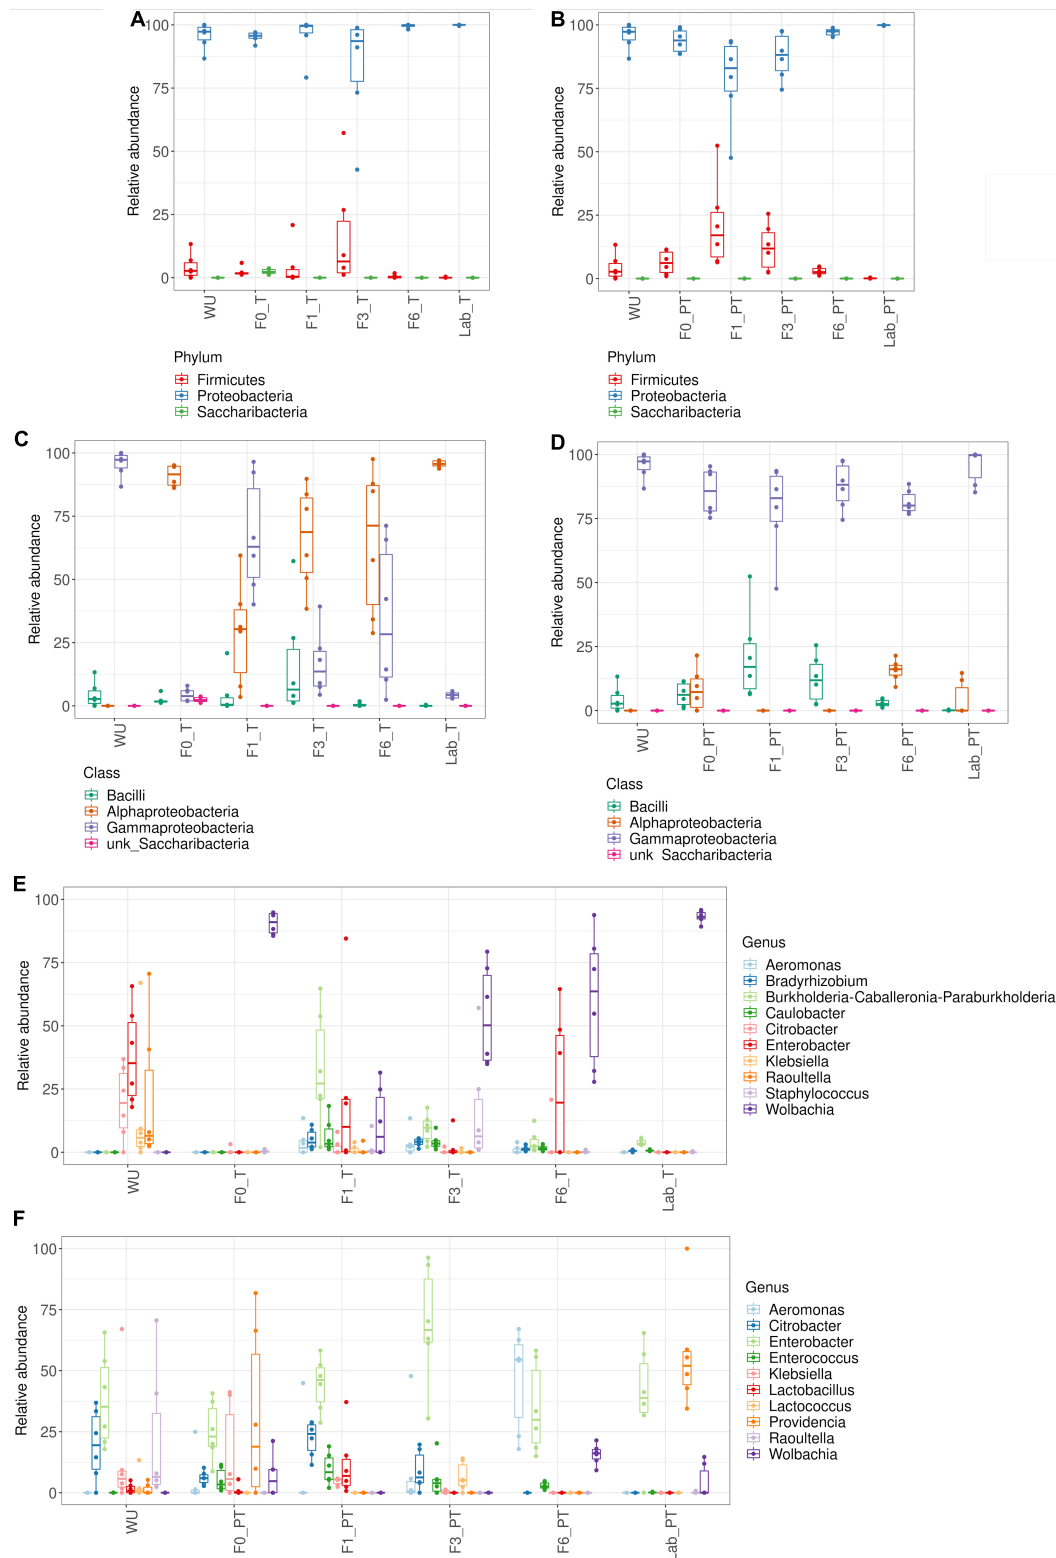 A
Relative abundance
100
75
50
25
0
WU
F0_T
F1_T
F3_T
F6_T
Lab_T
Phylum
Firmicutes
Proteobacteria
Saccharibacteria
B
Relative abundance
100
75
50
25
0
WU
F0_PT
F1_PT
F3_PT
F6_PT
Lab_PT
Phylum
Firmicutes
Proteobacteria
Saccharibacteria
C
Relative abundance
100
75
50
25
0
WU
F0_T
F1_T
F3_T
F6_T
Lab_T
Class
Bacilli
Alphaproteobacteria
Gammaproteobacteria
unk_Saccharibacteria
D
Relative abundance
100
75
50
25
0
WU
F0_PT
F1_PT
F3_PT
F6_PT
Lab_PT
Class
Bacilli
Alphaproteobacteria
Gammaproteobacteria
unk Saccharibacteria
E
Relative abundance
100
75
50
25
0
WU
F0_T
F1_T
F3_T
F6_T
Lab_T
Genus
Aeromonas
Bradyrhizobium
Burkholderia-Caballeronia-Paraburkholderia
Caulobacter
Citrobacter
Enterobacter
Klebsiella
Raoultella
Staphylococcus
Wolbachia
F
Relative abundance
100
75
50
25
0
WU
F0_PT
F1_PT
F3_PT
F6_PT
Lab_PT
Genus
Aeromonas
Citrobacter
Enterobacter
Enterococcus
Klebsiella
Lactobacillus
Lactococcus
Providencia
Raoultella
Wolbachia